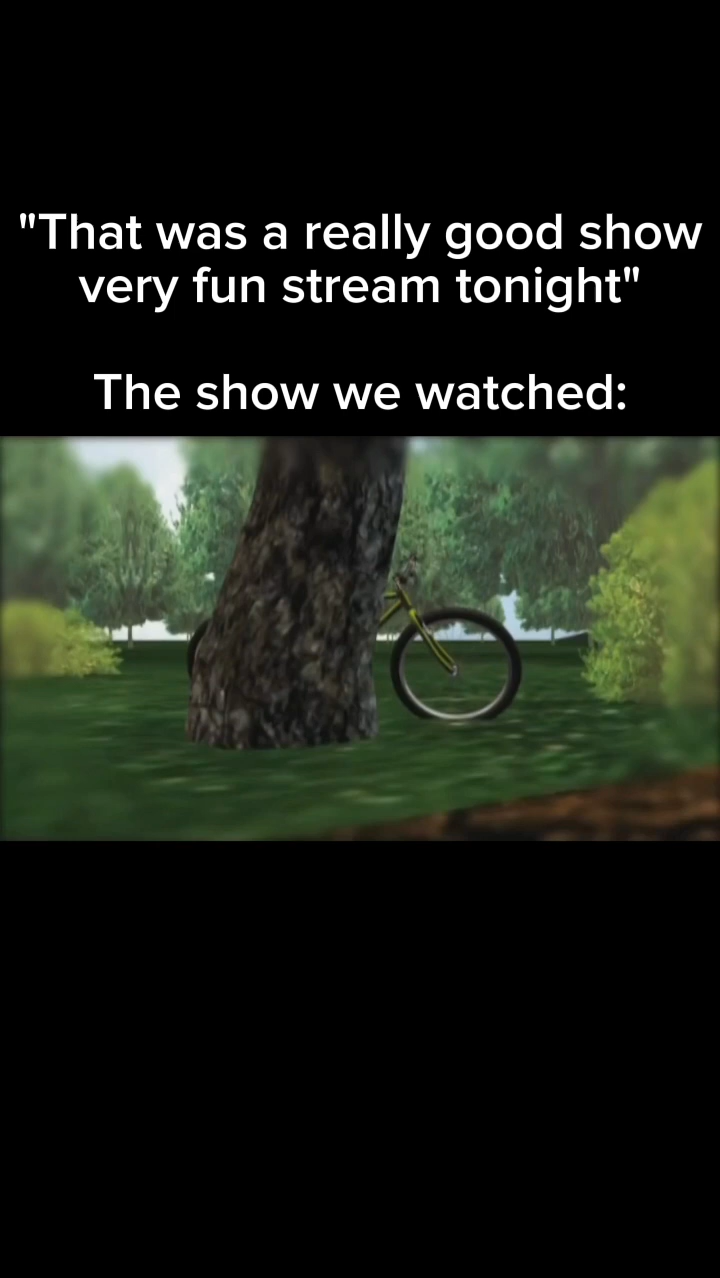 "That was a really good show
very fun stream tonight"
The show we watched: